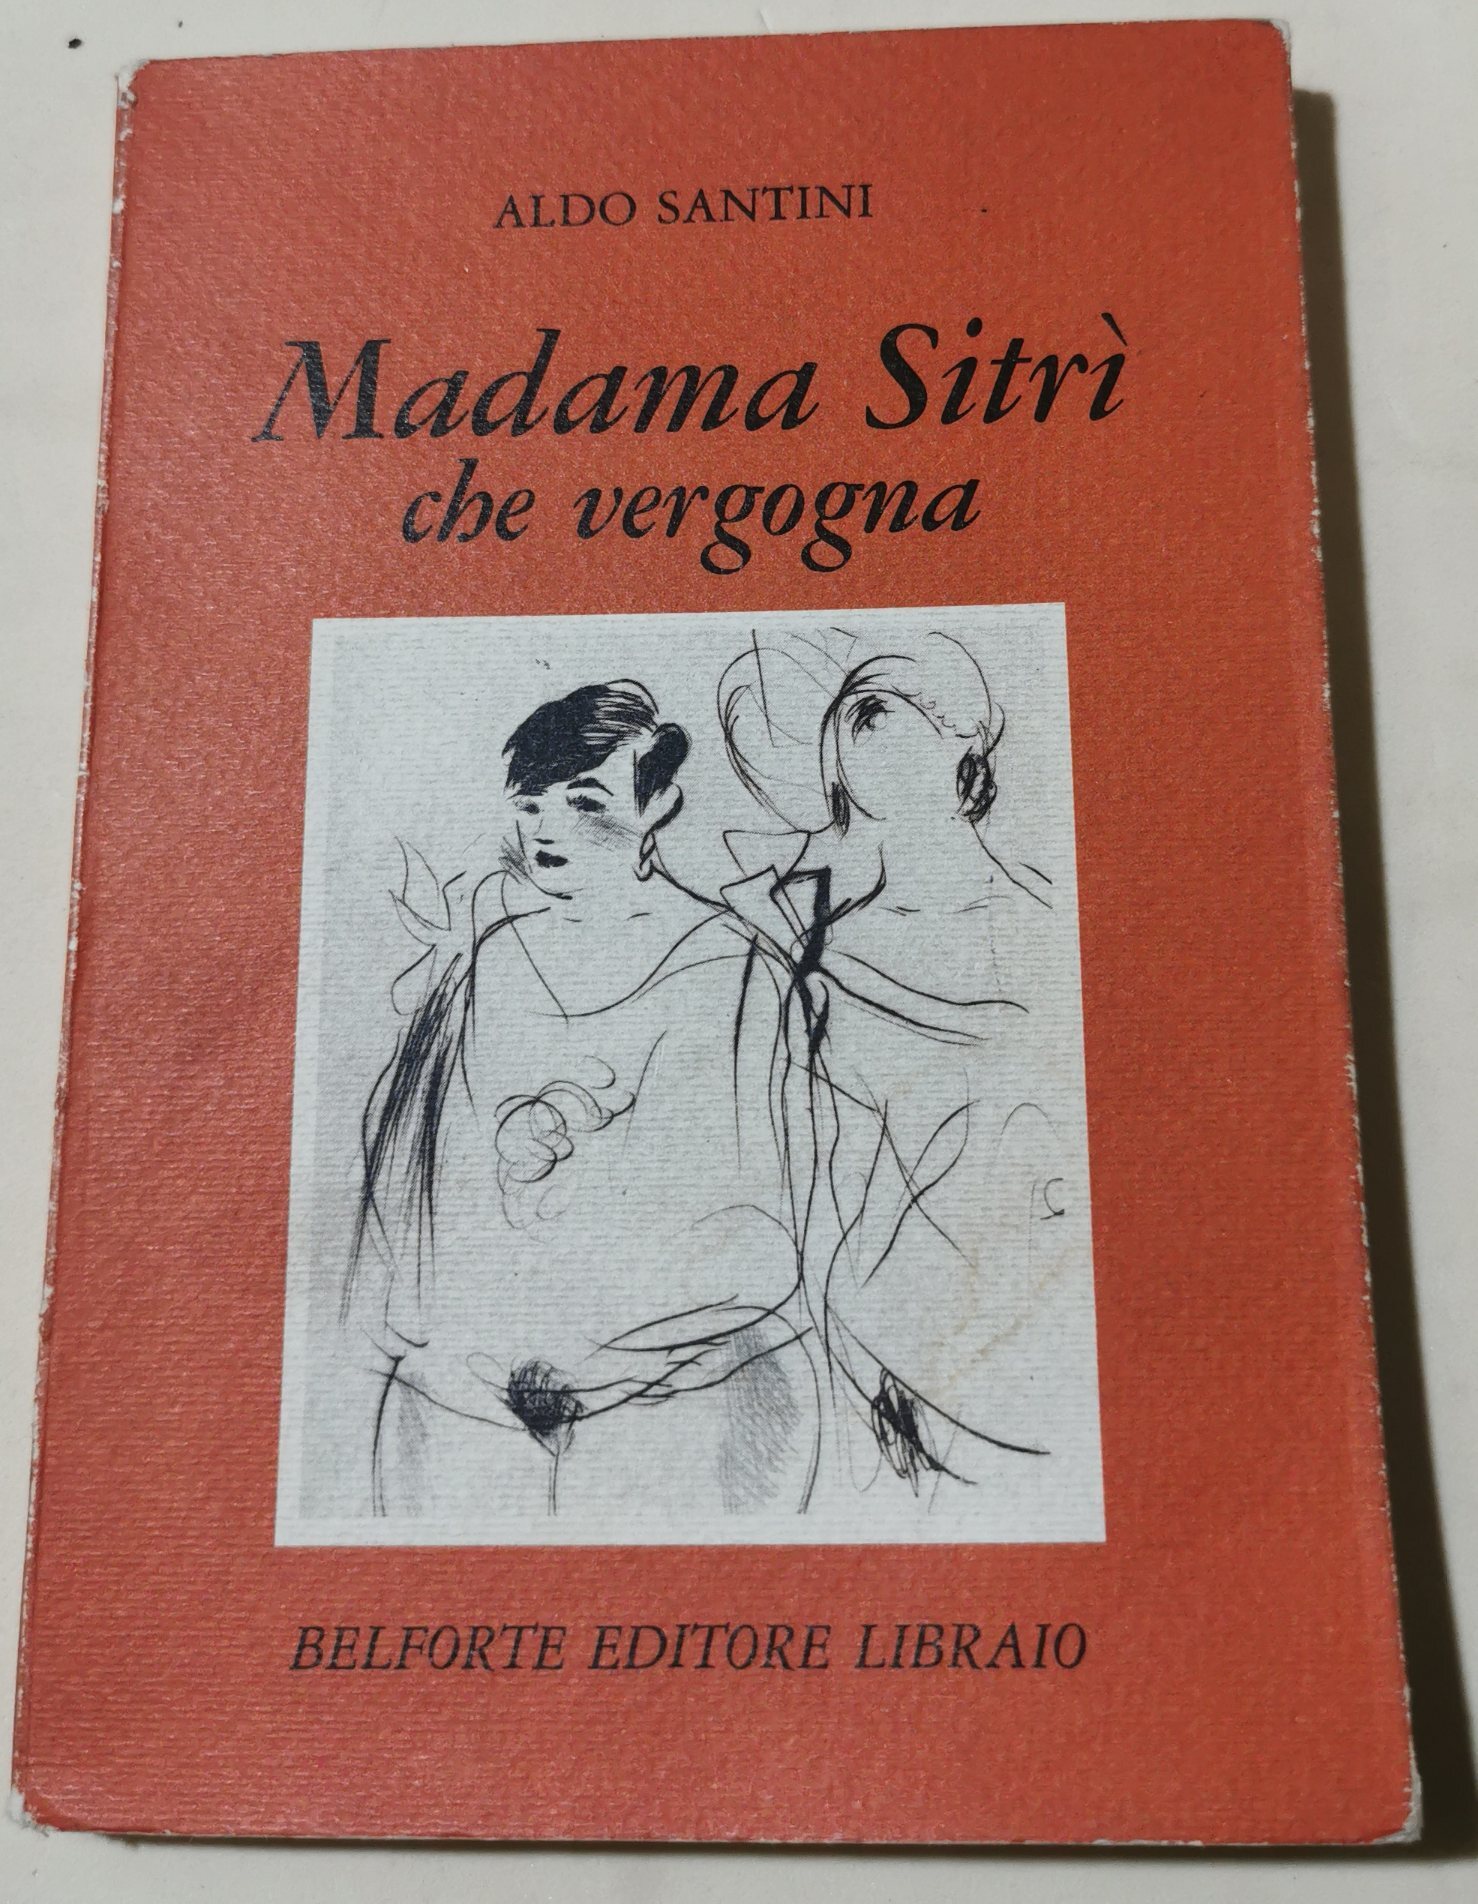 ALDO SANTINI
Madama Sitrì
che vergogna
BELFORTE EDITORE LIBRAIO